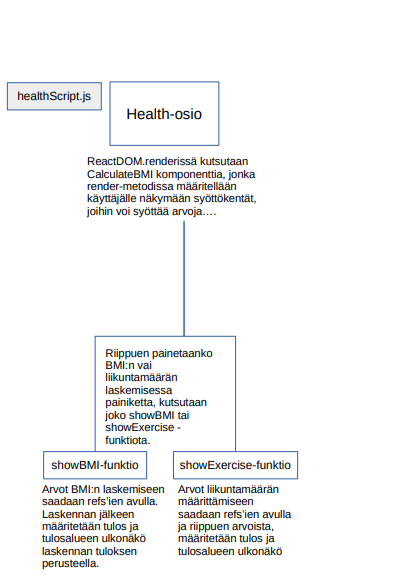 healthScript.js
Health-osio
ReactDOM.renderissä kutsutaan
CalculateBMI komponenttia, jonka
render-metodissa määritellään
käyttäjälle näkymään syöttökentät,
joihin voi syöttää arvoja….
Riippuen painetaanko
BMI:n vai
liikuntamäärän
laskemisessa
painiketta, kutsutaan
joko showBMI tai
showExercise -
funktiota.
showBMI-funktio
showExercise-funktio
Arvot BMI:n laskemiseen
saadaan refs'ien avulla.
Laskennan jälkeen
määritetään tulos ja
tulosalueen ulkonäkö
laskennan tuloksen
perusteella.
Arvot liikuntamäärän
määrittämiseen
saadaan refs'ien avulla
ja riippuen arvoista,
määritetään tulos ja
tulosalueen ulkonäkö